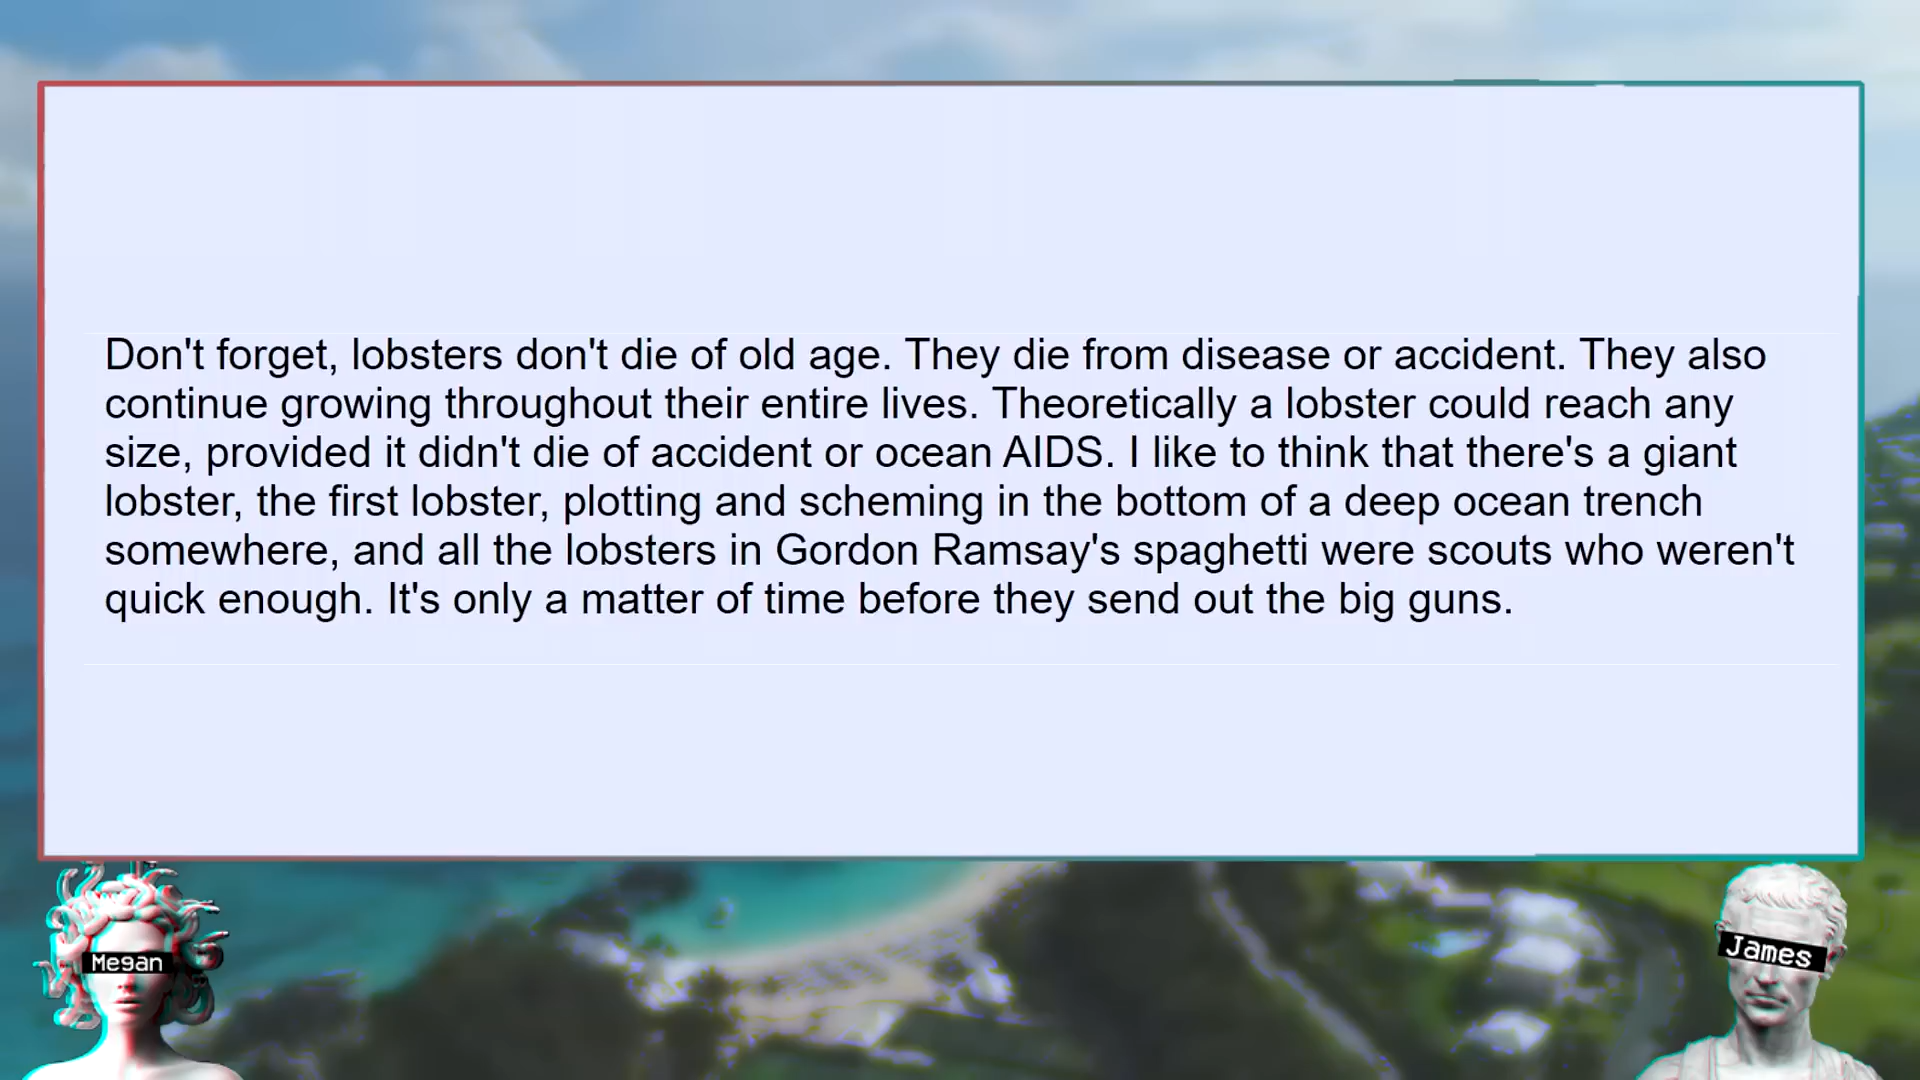 Don't forget, lobsters don't die of old age. They die from disease or accident. They also
continue growing throughout their entire lives. Theoretically a lobster could reach any
size, provided it didn't die of accident or ocean AIDS. I like to think that there's a giant
lobster, the first lobster, plotting and scheming in the bottom of a deep ocean trench
somewhere, and all the lobsters in Gordon Ramsay's spaghetti were scouts who weren't
quick enough. It's only a matter of time before they send out the big guns.
Megan
James